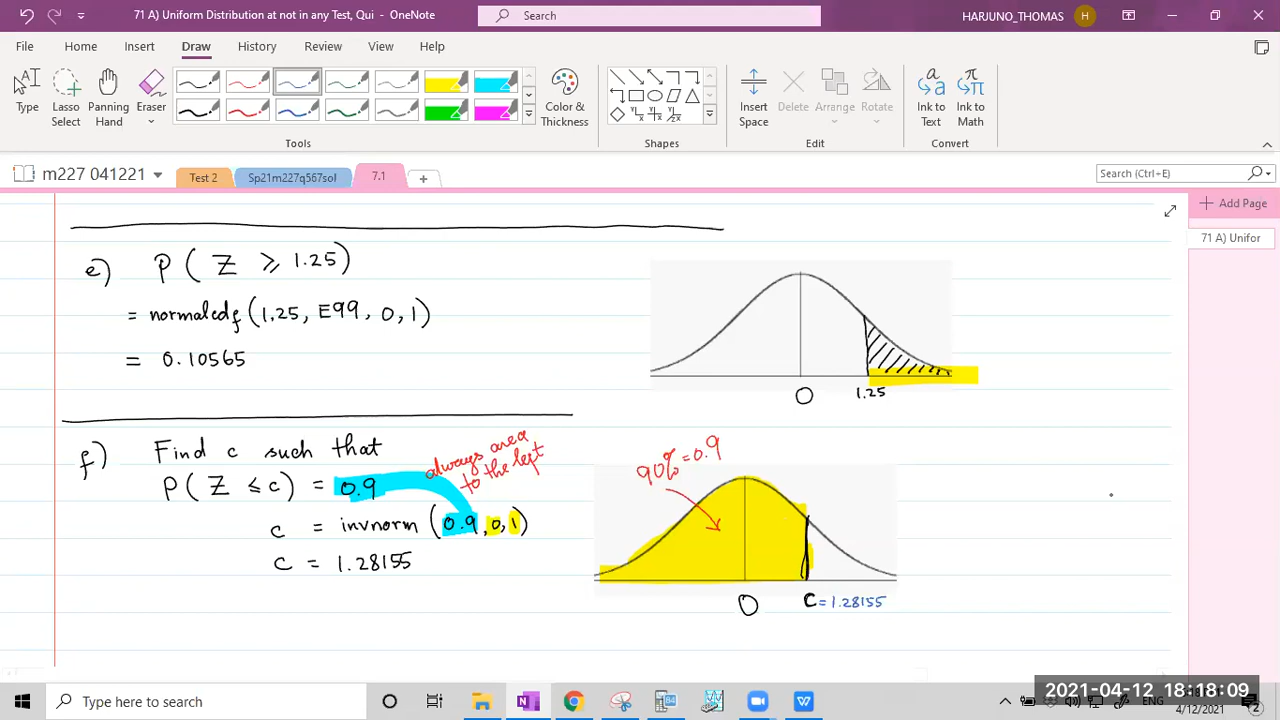 71 A) Uniform Distribution at not in any Test, Qui - OneNote
Search
HARJUNO_THOMAS
H
File Home Insert Draw History Review View Help
Type
Lasso Select
Panning Hand
Eraser
Color & Thickness
Insert Space
Delete
Arrange
Rotate
Ink to Text
Ink to Math
Tools
Shapes
Edit
Convert
m227 041221
Test 2
Sp21m227q567sol
7.1
Search (Ctrl+E)
Add Page
71 A) Unifor
e) P ( Z ⩾ 1.25)
= normalcdf (1.25, E99, 0, 1)
= 0.10565
0
1.25
f) Find c such that
P ( Z ≤ c) = 0.9
always area
to the left
c = invnorm (0.9, 0, 1)
c = 1.28155
90% = 0.9
0
C = 1.28155
Type here to search
2021-04-12 18:18:09
4/12/2021
2